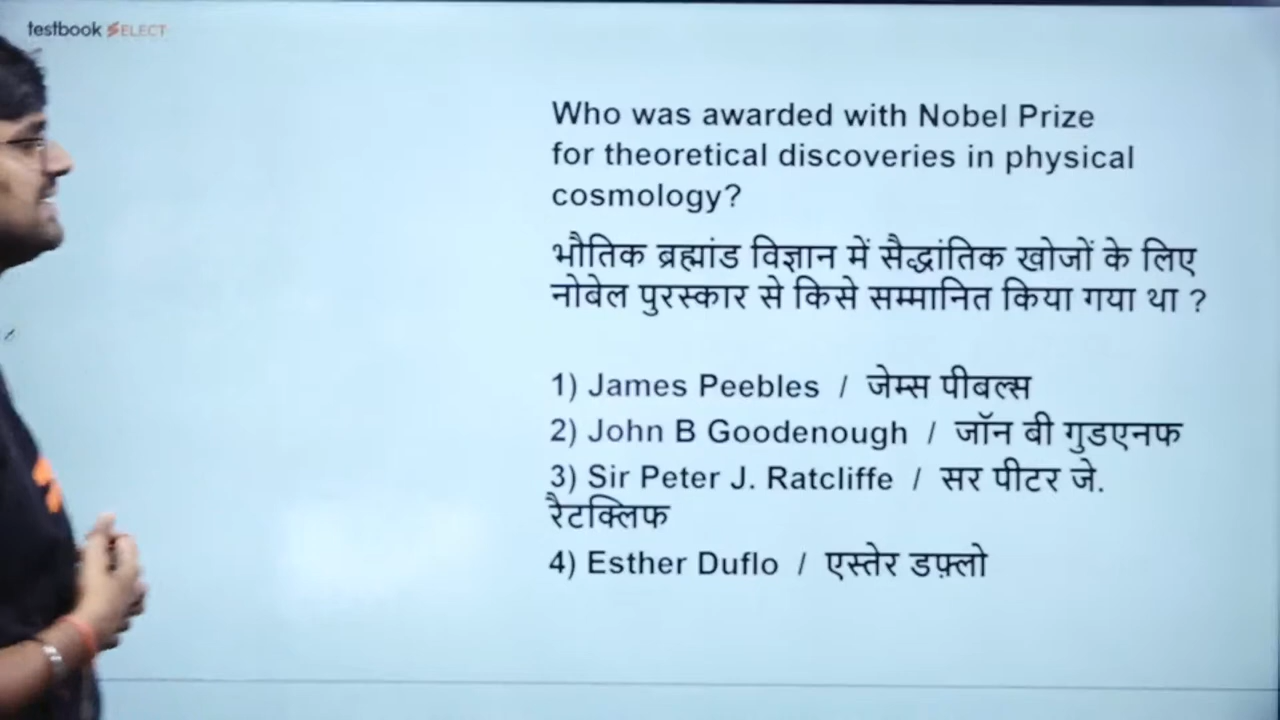 testbook SELECT
Who was awarded with Nobel Prize
for theoretical discoveries in physical
cosmology?
भौतिक ब्रह्मांड विज्ञान में सैद्धांतिक खोजों के लिए
नोबेल पुरस्कार से किसे सम्मानित किया गया था ?
1) James Peebles / जेम्स पीबल्स
2) John B Goodenough / जॉन बी गुडएनफ
3) Sir Peter J. Ratcliffe / सर पीटर जे.
रैटक्लिफ
4) Esther Duflo / एस्तेर डफ़्लो